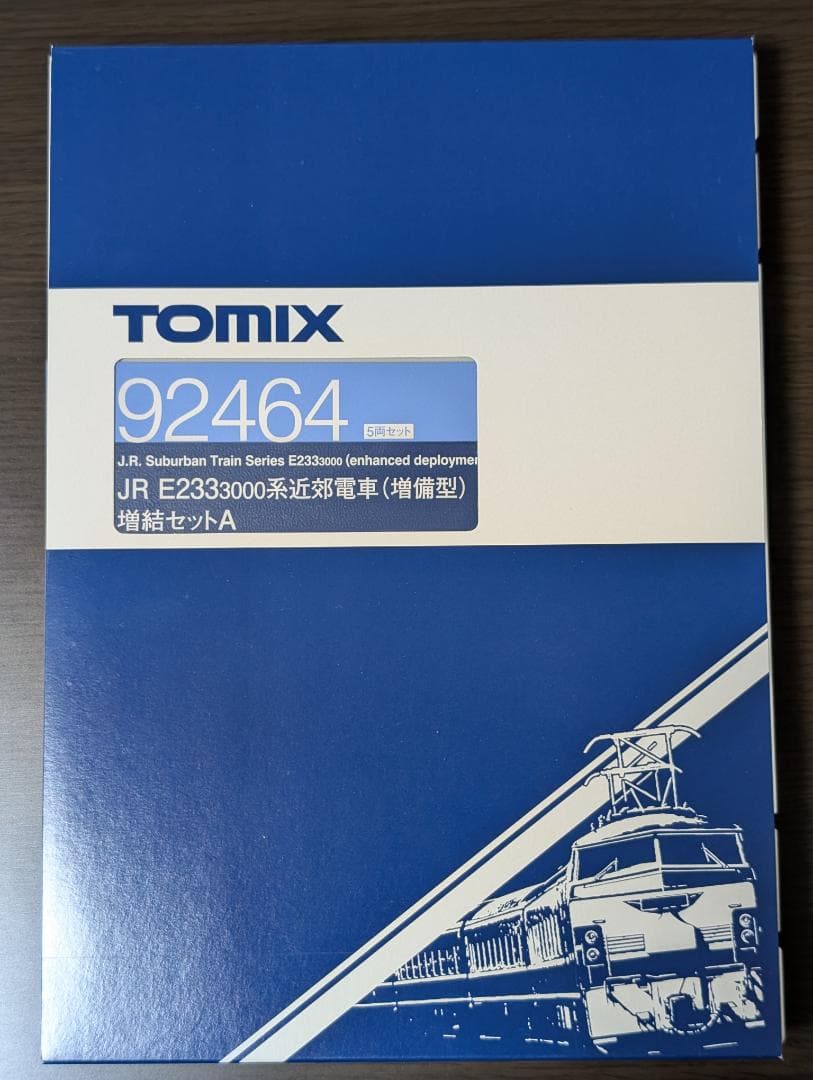 TOMIX
92464
5両セット
J.R. Suburban Train Series E2333000 (enhanced deploymen
JR E2333000系近郊電車(増備型)
増結セットA